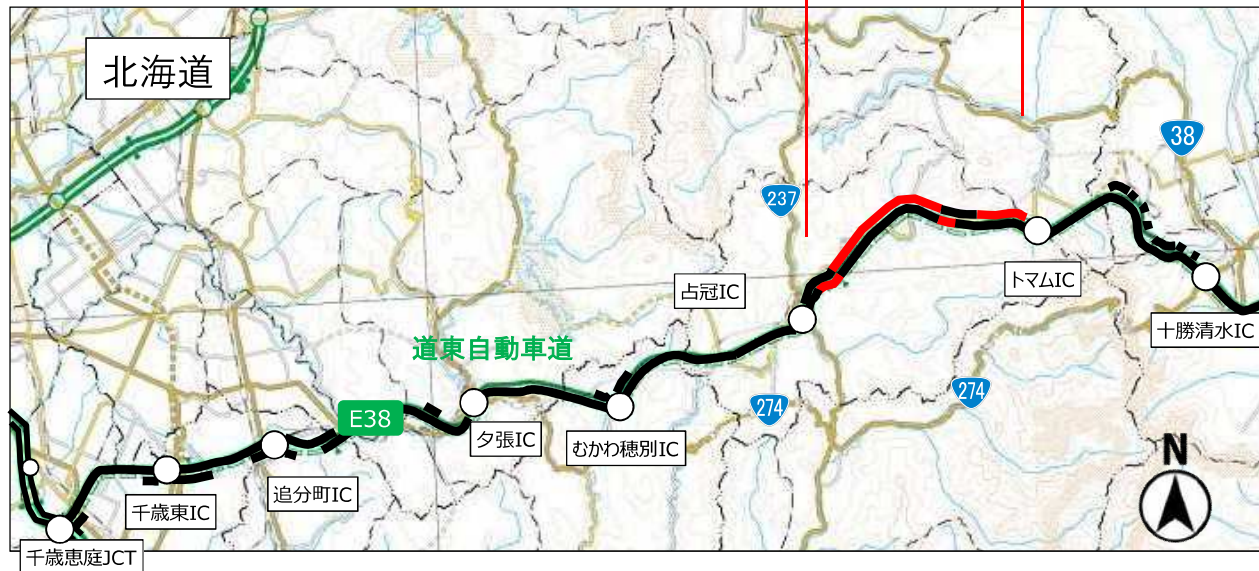 北海道
38
237
占冠IC
トマムIC
十勝清水IC
道東自動車道
E38
夕張IC
むかわ穂別IC
274
274
追分町IC
千歳東IC
千歳恵庭JCT
N